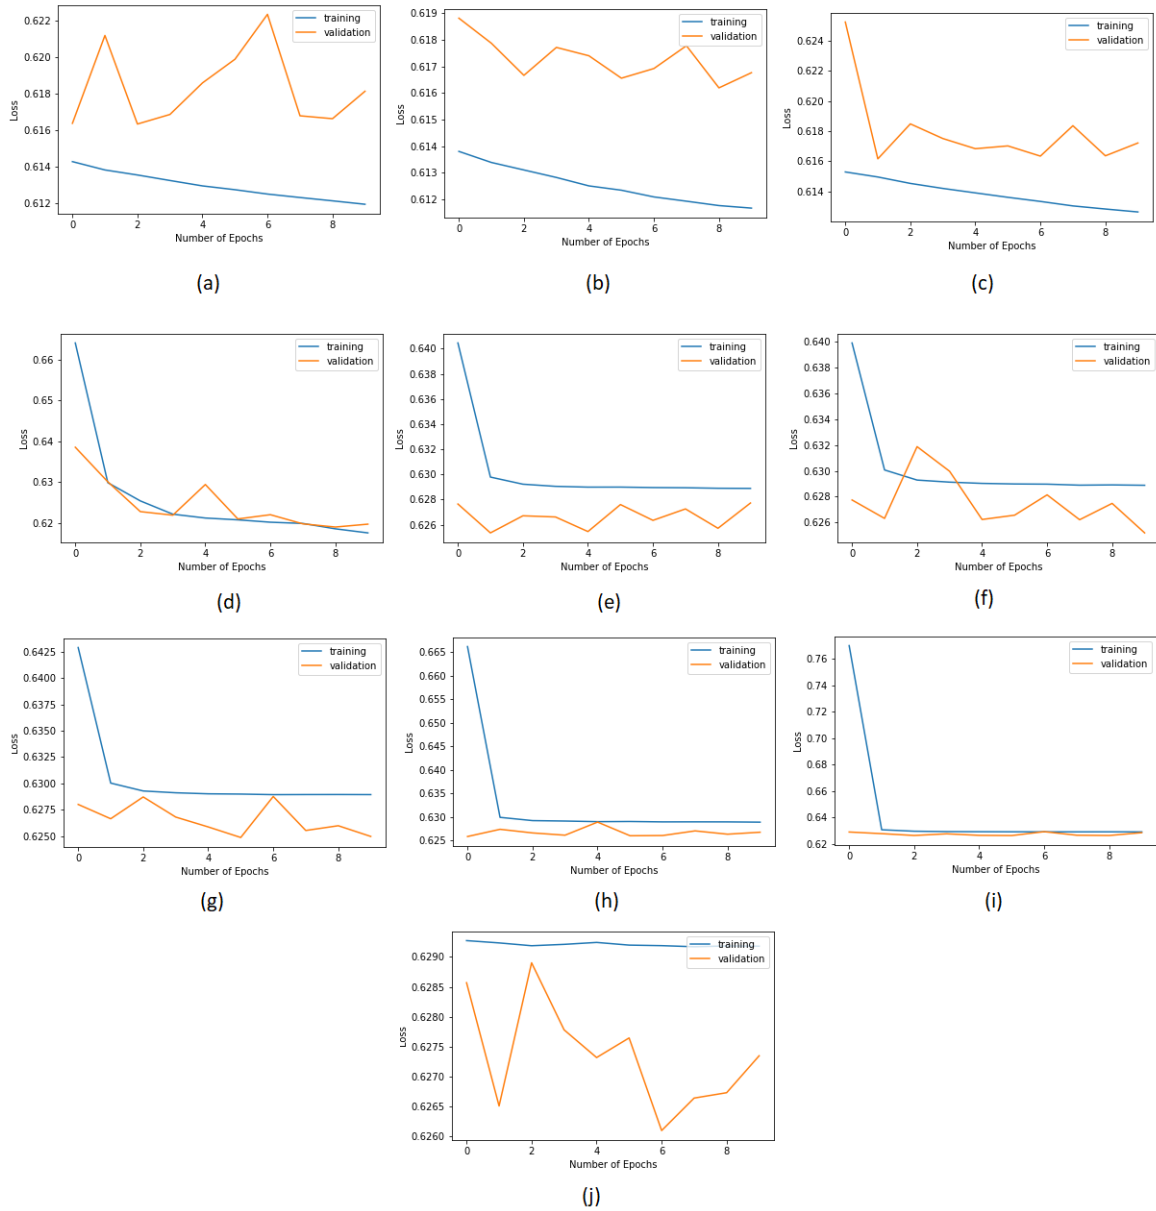 0.622
0.620
0.618
0.616
0.614
0.612
Loss
training
validation
0 2 4 6 8
Number of Epochs
(a)
0.619
0.618
0.617
0.616
0.615
0.614
0.613
0.612
Loss
training
validation
0 2 4 6 8
Number of Epochs
(b)
0.624
0.622
0.620
0.618
0.616
0.614
Loss
training
validation
0 2 4 6 8
Number of Epochs
(c)
0.66
0.65
0.64
0.63
0.62
Loss
training
validation
0 2 4 6 8
Number of Epochs
(d)
0.640
0.638
0.636
0.634
0.632
0.630
0.628
0.626
Loss
training
validation
0 2 4 6 8
Number of Epochs
(e)
0.640
0.638
0.636
0.634
0.632
0.630
0.628
0.626
Loss
training
validation
0 2 4 6 8
Number of Epochs
(f)
0.6425
0.6400
0.6375
0.6350
0.6325
0.6300
0.6275
0.6250
Loss
training
validation
0 2 4 6 8
Number of Epochs
(g)
0.665
0.660
0.655
0.650
0.645
0.640
0.635
0.630
0.625
Loss
training
validation
0 2 4 6 8
Number of Epochs
(h)
0.76
0.74
0.72
0.70
0.68
0.66
0.64
0.62
Loss
training
validation
0 2 4 6 8
Number of Epochs
(i)
0.6290
0.6285
0.6280
0.6275
0.6270
0.6265
0.6260
Loss
training
validation
0 2 4 6 8
Number of Epochs
(j)